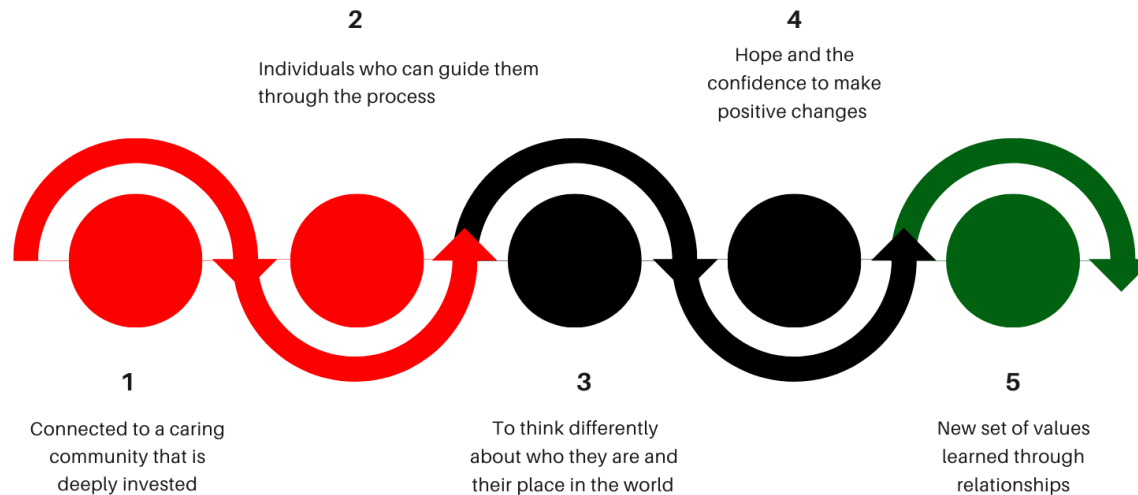 1
Connected to a caring
community that is
deeply invested
2
Individuals who can guide them
through the process
3
To think differently
about who they are and
their place in the world
4
Hope and the
confidence to make
positive changes
5
New set of values
learned through
relationships